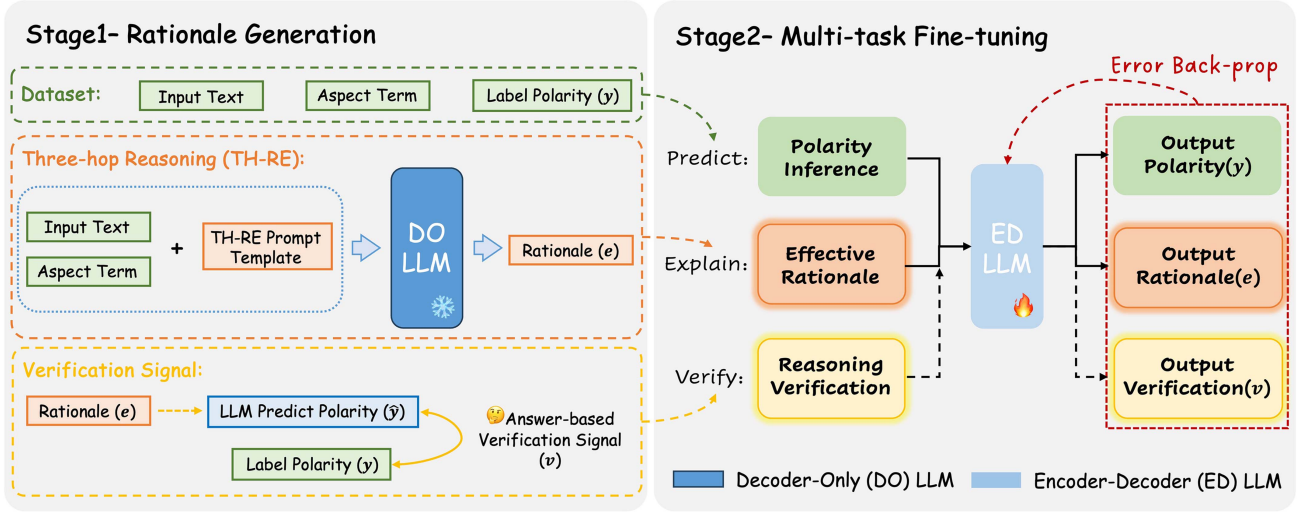 Stage1– Rationale Generation
Dataset:
Input Text
Aspect Term
Label Polarity (y)
Three-hop Reasoning (TH-RE):
Input Text
Aspect Term
+
TH-RE Prompt
Template
DO
LLM
Rationale (e)
Verification Signal:
Rationale (e)
LLM Predict Polarity (ŷ)
Label Polarity (y)
🤔Answer-based
Verification Signal
(v)
Stage2– Multi-task Fine-tuning
Error Back-prop
Predict:
Polarity
Inference
Explain:
Effective
Rationale
Verify:
Reasoning
Verification
ED
LLM
Output
Polarity(y)
Output
Rationale(e)
Output
Verification(v)
Decoder-Only (DO) LLM
Encoder-Decoder (ED) LLM